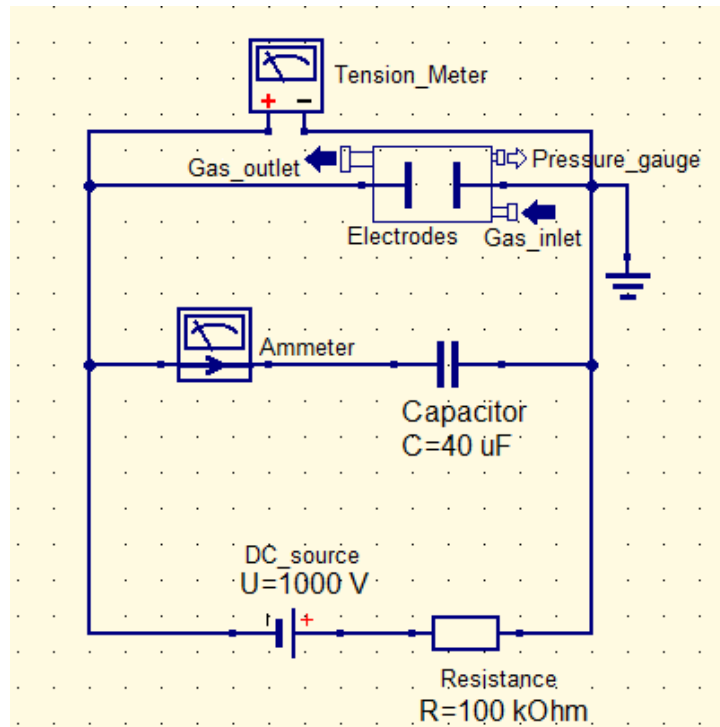 Tension_Meter
+ −
Gas_outlet
Pressure_gauge
Electrodes
Gas_inlet
Ammeter
Capacitor
C=40 uF
DC_source
U=1000 V
+
Resistance
R=100 kOhm